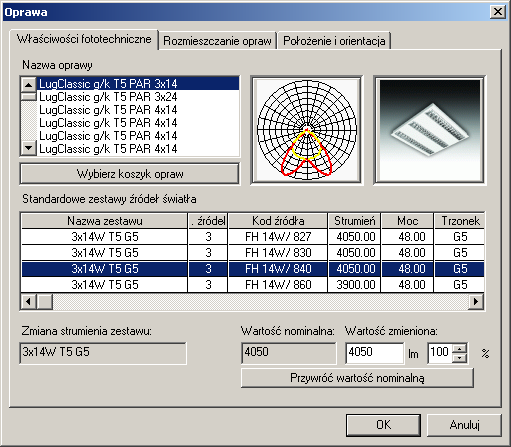 Oprawa
Właściwości fototechniczne Rozmieszczanie opraw Położenie i orientacja
Nazwa oprawy
LugClassic g/k T5 PAR 3x14
LugClassic g/k T5 PAR 3x24
LugClassic g/k T5 PAR 4x14
LugClassic g/k T5 PAR 4x14
LugClassic g/k T5 PAR 4x14
LugClassic g/k T5 PAR 4x14
Wybierz koszyk opraw
Standardowe zestawy źródeł światła
Nazwa zestawu . źródeł Kod źródła Strumień Moc Trzonek
3x14W T5 G5 3 FH 14W/ 827 4050.00 48.00 G5
3x14W T5 G5 3 FH 14W/ 830 4050.00 48.00 G5
3x14W T5 G5 3 FH 14W/ 840 4050.00 48.00 G5
3x14W T5 G5 3 FH 14W/ 860 3900.00 48.00 G5
Zmiana strumienia zestawu: Wartość nominalna: Wartość zmieniona:
3x14W T5 G5 4050 4050 lm 100 %
Przywróć wartość nominalną
OK Anuluj